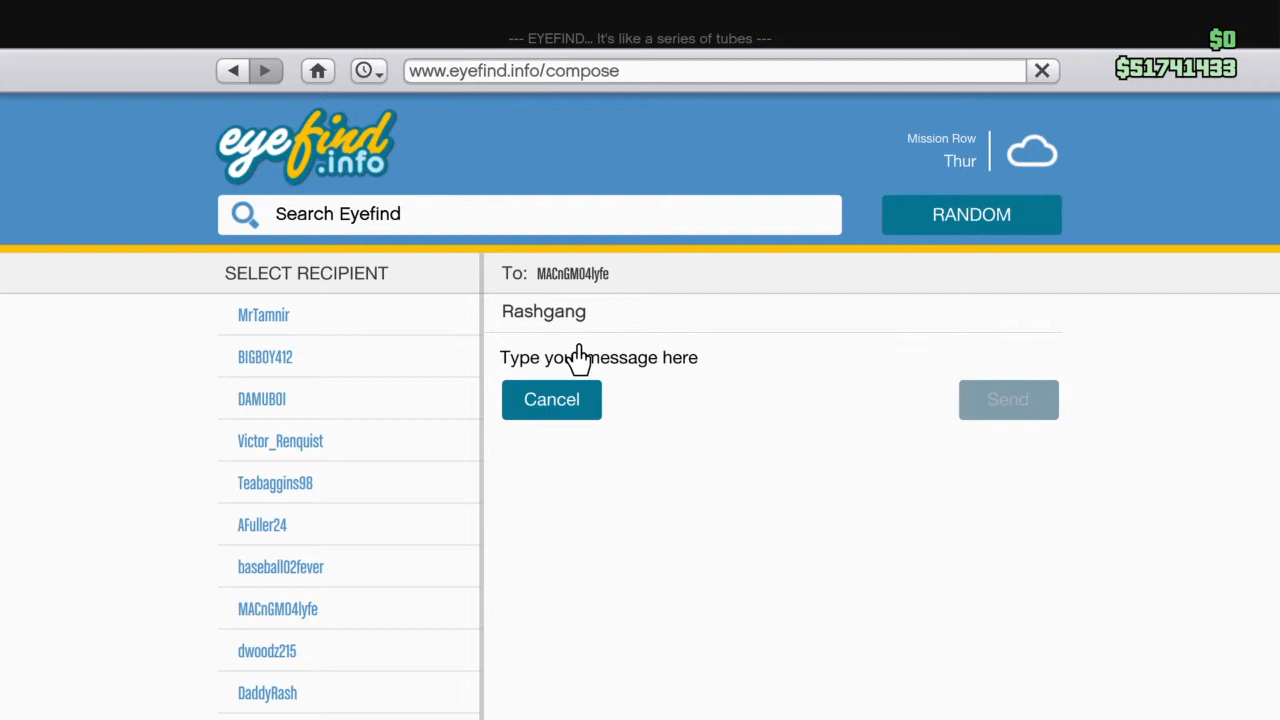 --- EYEFIND... It's like a series of tubes ---
$0
www.eyefind.info/compose
$51741433
eyefind
.info
Mission Row
Thur
Search Eyefind
RANDOM
SELECT RECIPIENT
To: MACnGM04lyfe
MrTamnir
Rashgang
BIGBOY412
Type you message here
DAMUBOI
Cancel
Send
Victor_Renquist
Teabaggins98
AFuller24
baseball02fever
MACnGM04lyfe
dwoodz215
DaddyRash